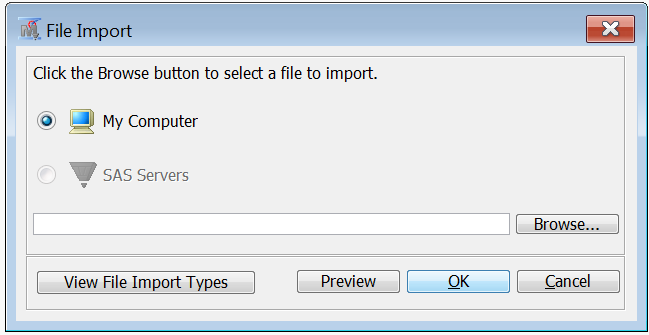 File Import
Click the Browse button to select a file to import.
My Computer
SAS Servers
Browse...
View File Import Types
Preview
OK
Cancel